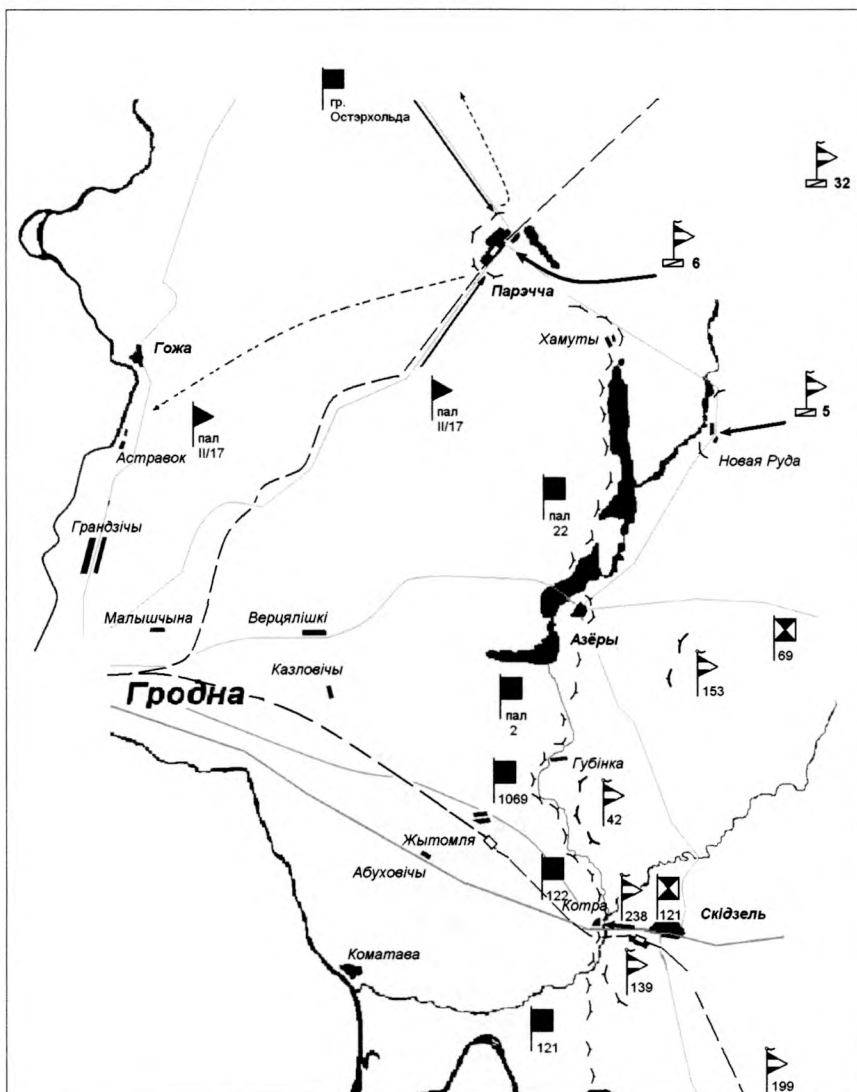 гр.
Остэрхольда
32
6
Парэчча
Хамуты
Гожа
5
пал
II/17
пал
II/17
Астравок
Новая Руда
пал
22
Грандзічы
Малышчына
Верцялішкі
Азёры
69
153
Казловічы
Гродна
пал
2
Губінка
1069
42
Жытомля
Абуховічы
122
Котра
238
121
Скідзель
Коматава
139
121
199